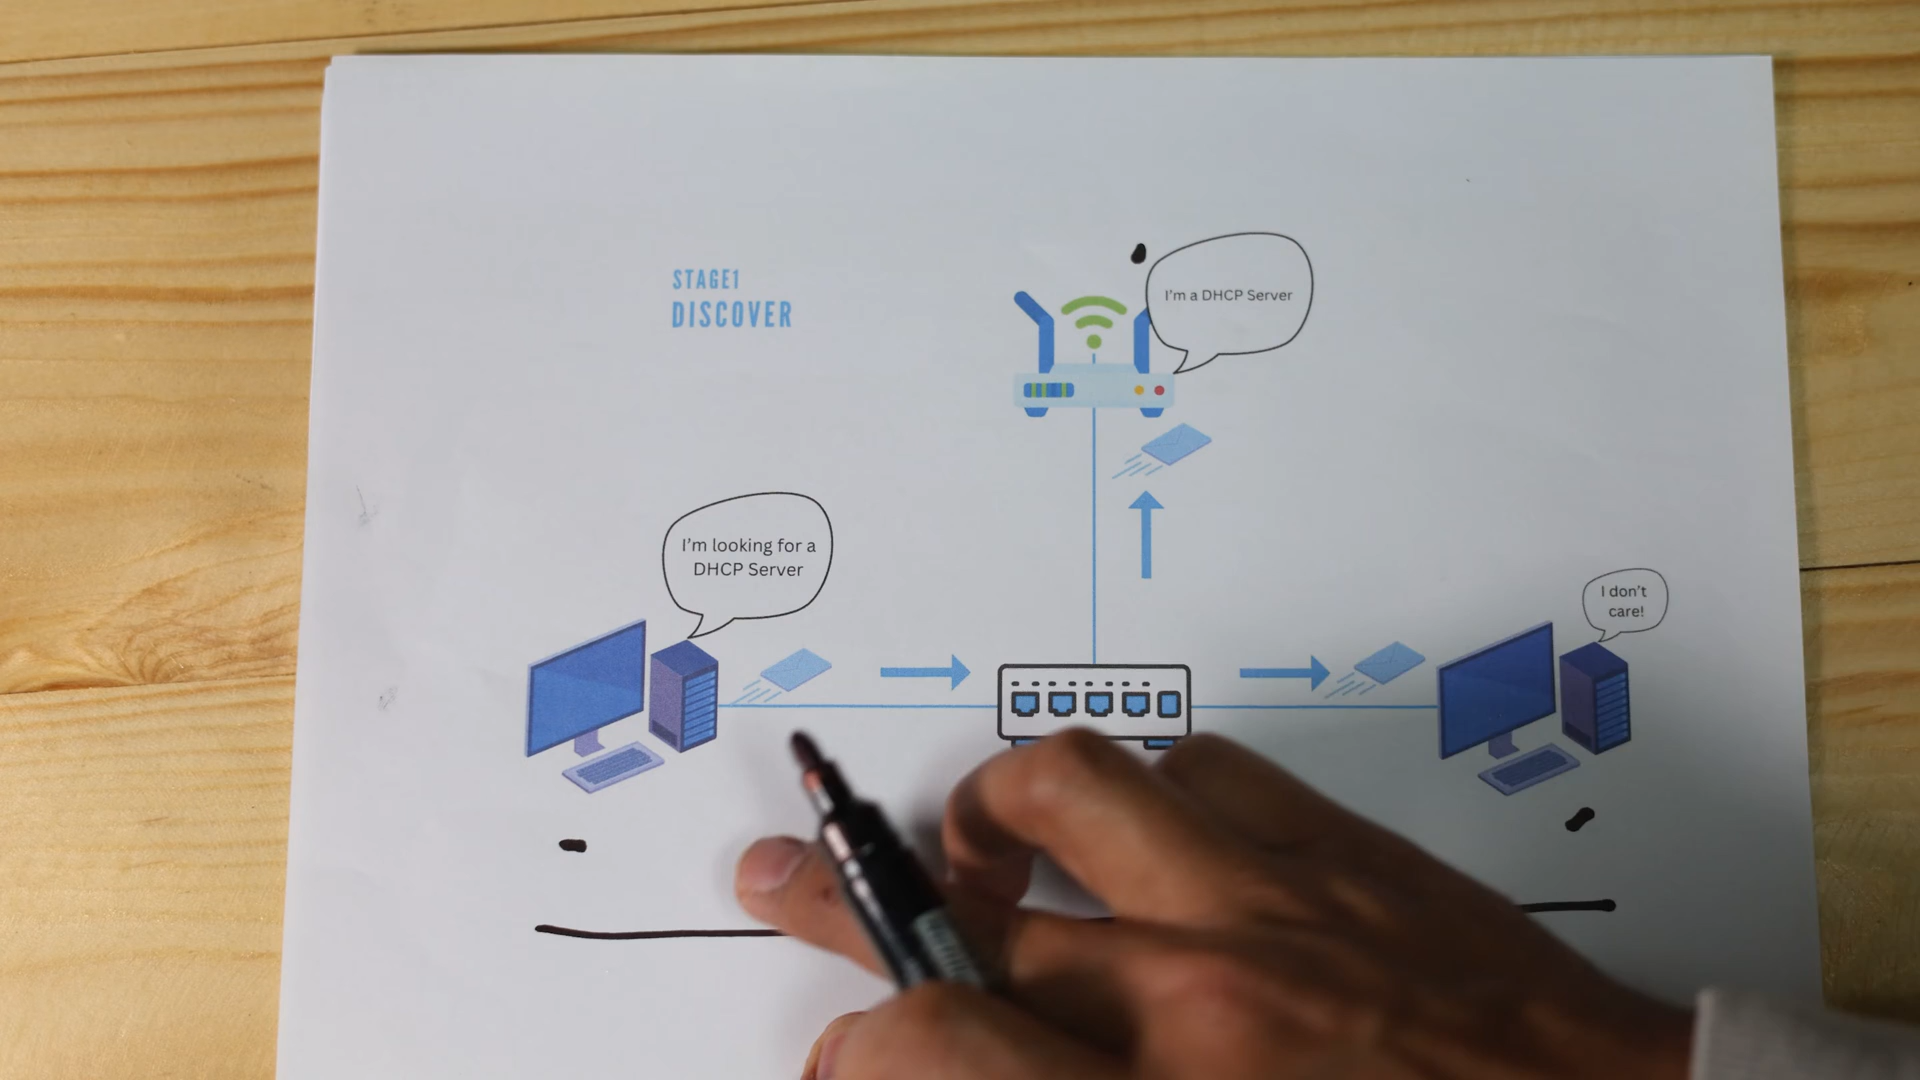 STAGE1
DISCOVER
I'm a DHCP Server
I'm looking for a
DHCP Server
I don't
care!